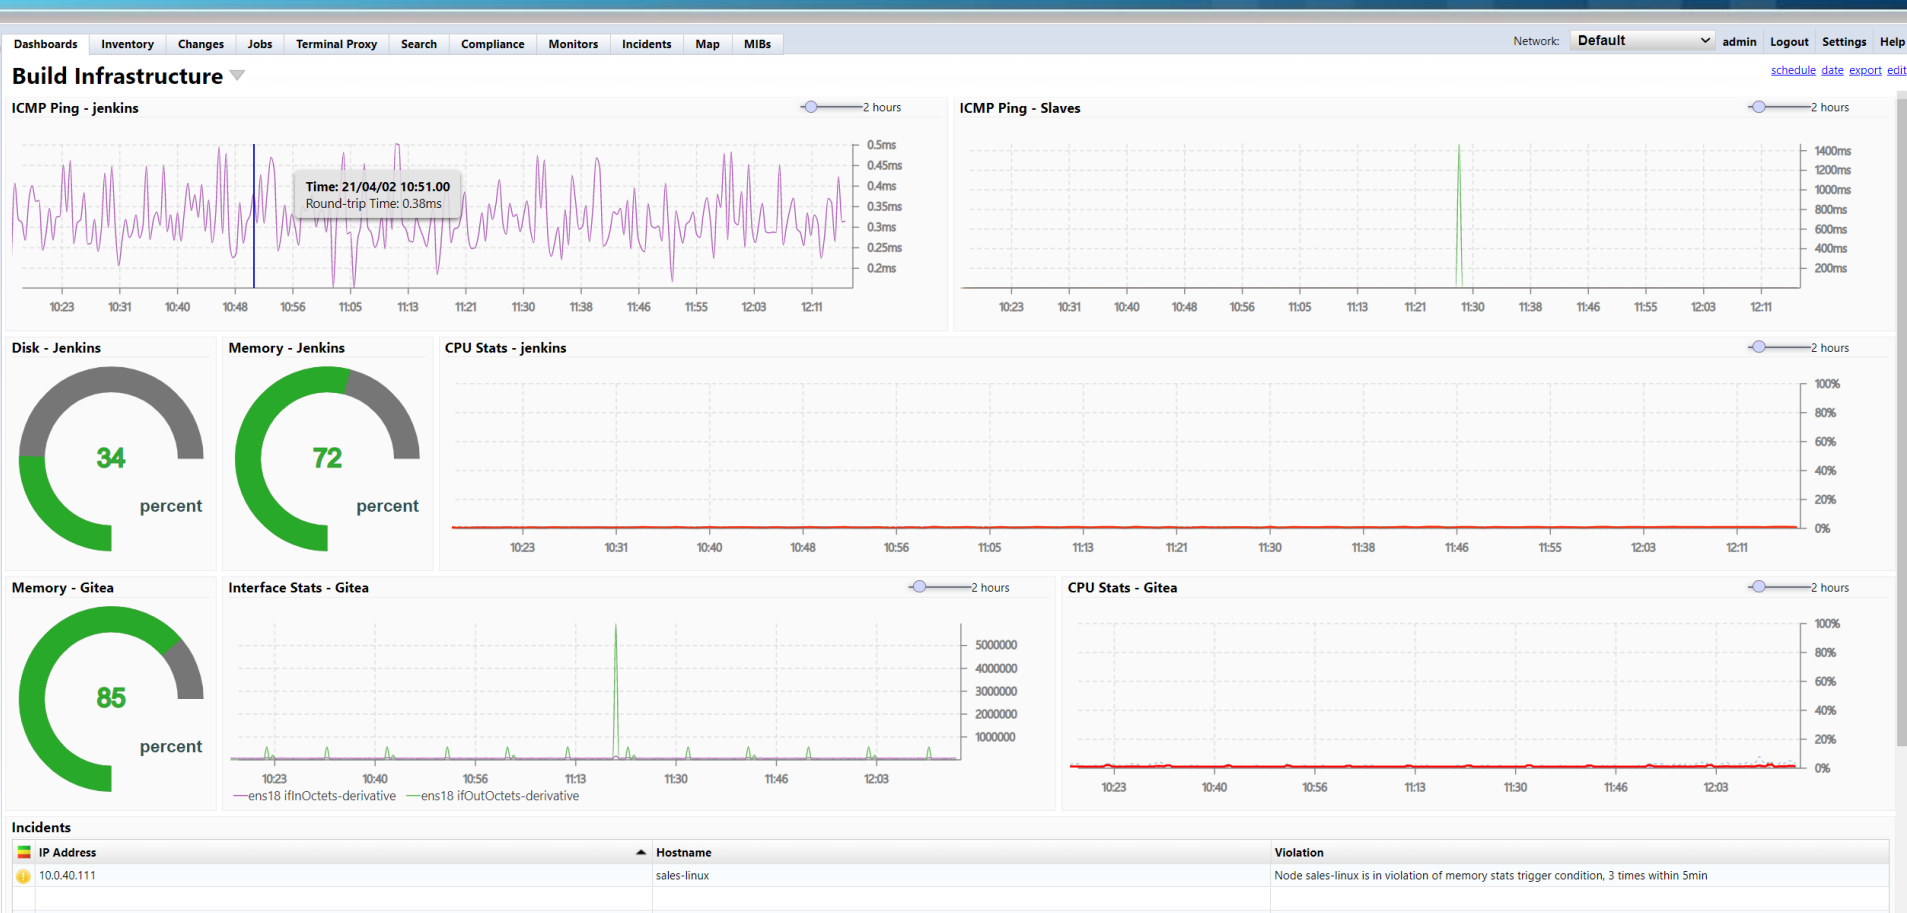 Dashboards Inventory Changes Jobs Terminal Proxy Search Compliance Monitors Incidents Map MIBs Network: Default admin Logout Settings Help
Build Infrastructure schedule date export edit
ICMP Ping - jenkins 2 hours
0.5ms
0.45ms
0.4ms
0.35ms
0.3ms
0.25ms
0.2ms
Time: 21/04/02 10:51.00
Round-trip Time: 0.38ms
10:23 10:31 10:40 10:48 10:56 11:05 11:13 11:21 11:30 11:38 11:46 11:55 12:03 12:11
ICMP Ping - Slaves 2 hours
1400ms
1200ms
1000ms
800ms
600ms
400ms
200ms
10:23 10:31 10:40 10:48 10:56 11:05 11:13 11:21 11:30 11:38 11:46 11:55 12:03 12:11
Disk - Jenkins
34
percent
Memory - Jenkins
72
percent
CPU Stats - jenkins 2 hours
100%
80%
60%
40%
20%
0%
10:23 10:31 10:40 10:48 10:56 11:05 11:13 11:21 11:30 11:38 11:46 11:55 12:03 12:11
Memory - Gitea
85
percent
Interface Stats - Gitea 2 hours
5000000
4000000
3000000
2000000
1000000
10:23 10:40 10:56 11:13 11:30 11:46 12:03
ens18 ifInOctets-derivative ens18 ifOutOctets-derivative
CPU Stats - Gitea 2 hours
100%
80%
60%
40%
20%
0%
10:23 10:40 10:56 11:13 11:30 11:46 12:03
Incidents
IP Address Hostname Violation
10.0.40.111 sales-linux Node sales-linux is in violation of memory stats trigger condition, 3 times within 5min